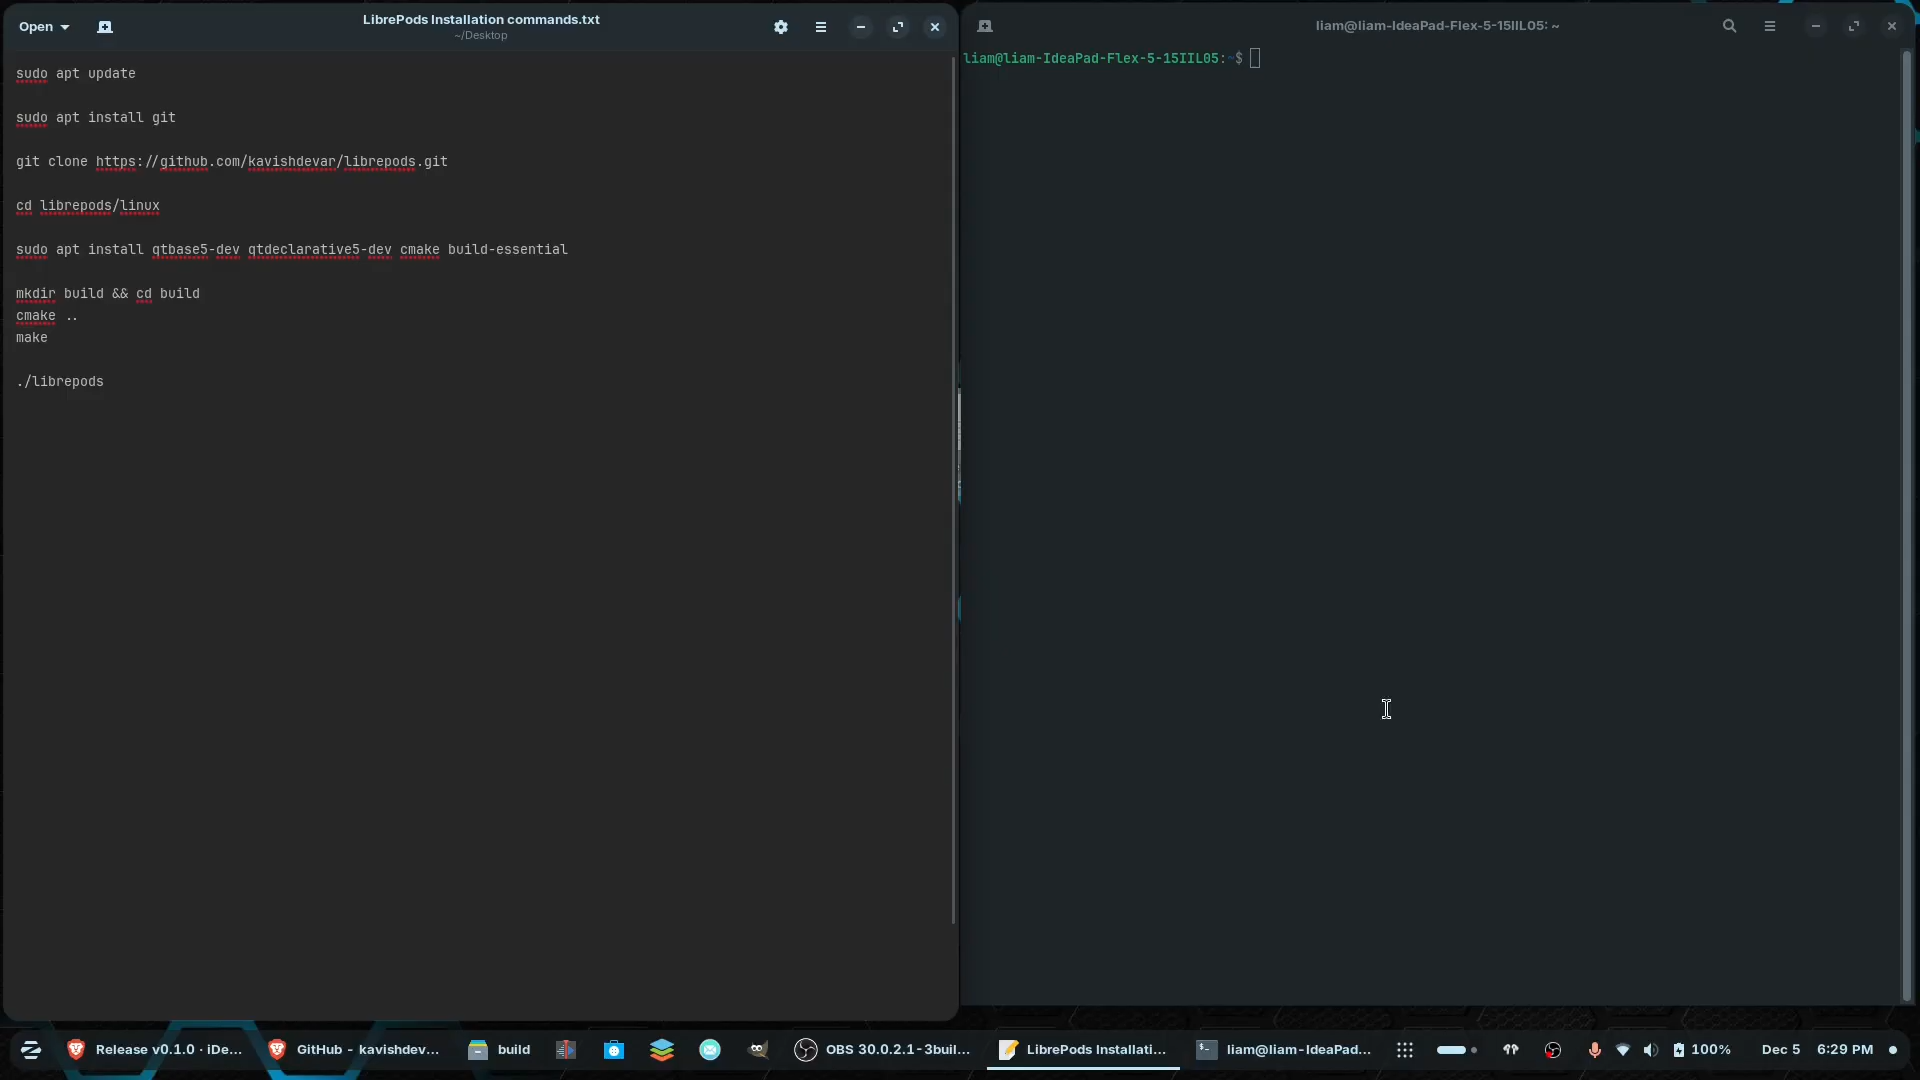 Open
LibrePods Installation commands.txt
~/Desktop
sudo apt update
sudo apt install git
git clone https://github.com/kavishdevar/librepods.git
cd librepods/linux
sudo apt install qtbase5-dev qtdeclarative5-dev cmake build-essential
mkdir build && cd build
cmake ..
make
./librepods
liam@liam-IdeaPad-Flex-5-15IIL05: ~
liam@liam-IdeaPad-Flex-5-15IIL05:~$
Release v0.1.0 · iDe...
GitHub - kavishdev...
build
OBS 30.0.2.1-3buil...
LibrePods Installati...
liam@liam-IdeaPad...
100%
Dec 5
6:29 PM